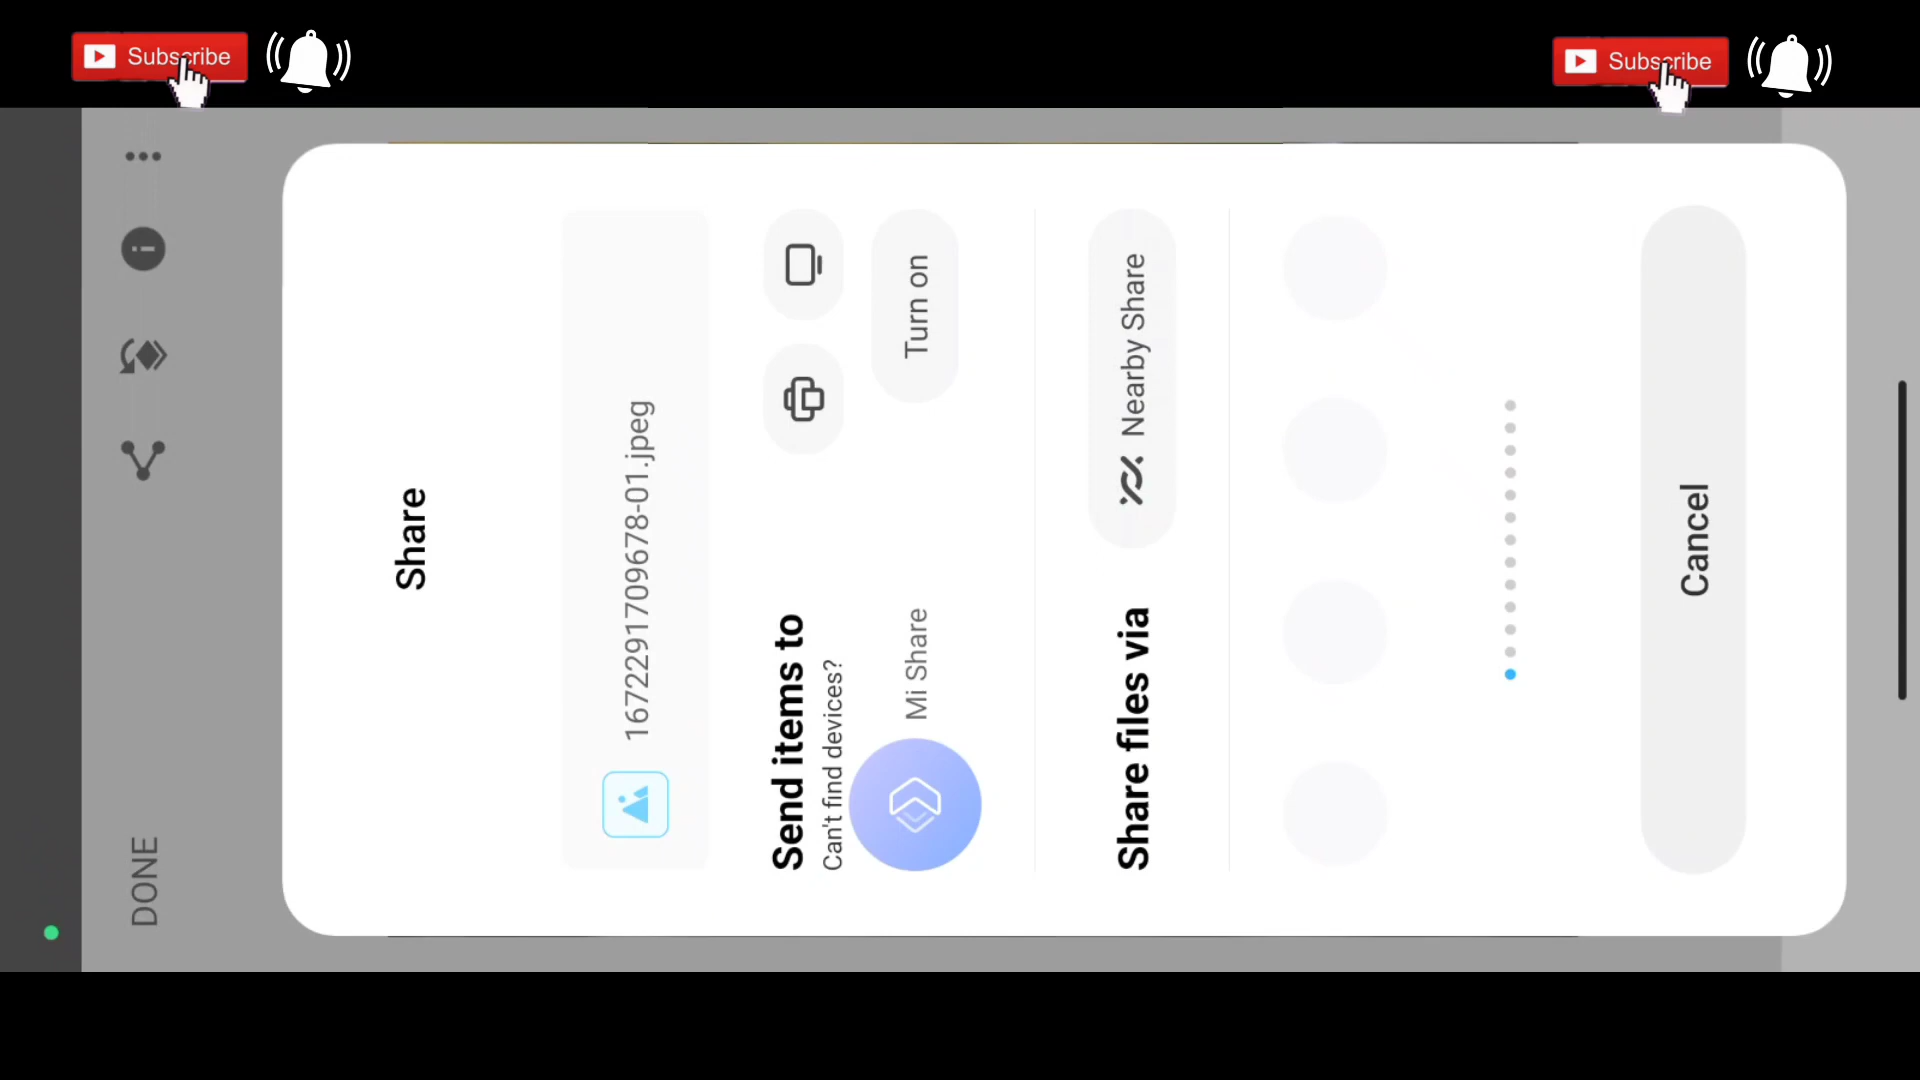 Subscribe
Subscribe
DONE
Share
1672291709678-01.jpeg
Send items to
Can't find devices?
Mi Share
Turn on
Share files via
Nearby Share
Cancel